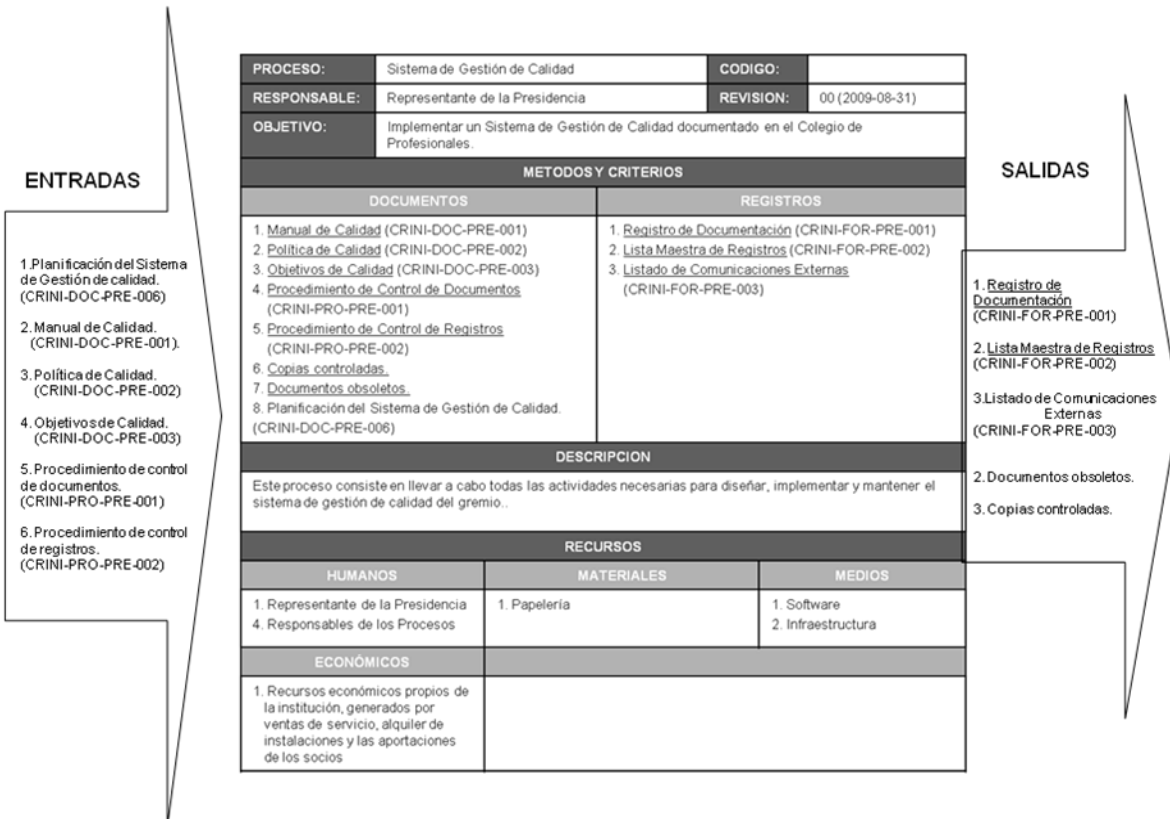 ENTRADAS
1.Planificación del Sistema
de Gestión de calidad.
(CRINI-DOC-PRE-006)
2. Manual de Calidad.
(CRINI-DOC-PRE-001).
3. Política de Calidad.
(CRINI-DOC-PRE-002)
4. Objetivos de Calidad.
(CRINI-DOC-PRE-003)
5. Procedimiento de control
de documentos.
(CRINI-PRO-PRE-001)
6. Procedimiento de control
de registros.
(CRINI-PRO-PRE-002)
PROCESO: Sistema de Gestión de Calidad CODIGO:
RESPONSABLE: Representante de la Presidencia REVISION: 00 (2009-08-31)
OBJETIVO: Implementar un Sistema de Gestión de Calidad documentado en el Colegio de
Profesionales.
METODOS Y CRITERIOS
DOCUMENTOS REGISTROS
1. Manual de Calidad (CRINI-DOC-PRE-001)
2. Política de Calidad (CRINI-DOC-PRE-002)
3. Objetivos de Calidad (CRINI-DOC-PRE-003)
4. Procedimiento de Control de Documentos
(CRINI-PRO-PRE-001)
5. Procedimiento de Control de Registros
(CRINI-PRO-PRE-002)
6. Copias controladas.
7. Documentos obsoletos.
8. Planificación del Sistema de Gestión de Calidad.
(CRINI-DOC-PRE-006)
1. Registro de Documentación (CRINI-FOR-PRE-001)
2. Lista Maestra de Registros (CRINI-FOR-PRE-002)
3. Listado de Comunicaciones Externas
(CRINI-FOR-PRE-003)
DESCRIPCION
Este proceso consiste en llevar a cabo todas las actividades necesarias para diseñar, implementar y mantener el
sistema de gestión de calidad del gremio..
RECURSOS
HUMANOS MATERIALES MEDIOS
1. Representante de la Presidencia
4. Responsables de los Procesos
1. Papelería
1. Software
2. Infraestructura
ECONÓMICOS
1. Recursos económicos propios de
la institución, generados por
ventas de servicio, alquiler de
instalaciones y las aportaciones
de los socios
SALIDAS
1. Registro de
Documentación
(CRINI-FOR-PRE-001)
2. Lista Maestra de Registros
(CRINI-FOR-PRE-002)
3.Listado de Comunicaciones
Externas
(CRINI-FOR-PRE-003)
2. Documentos obsoletos.
3. Copias controladas.